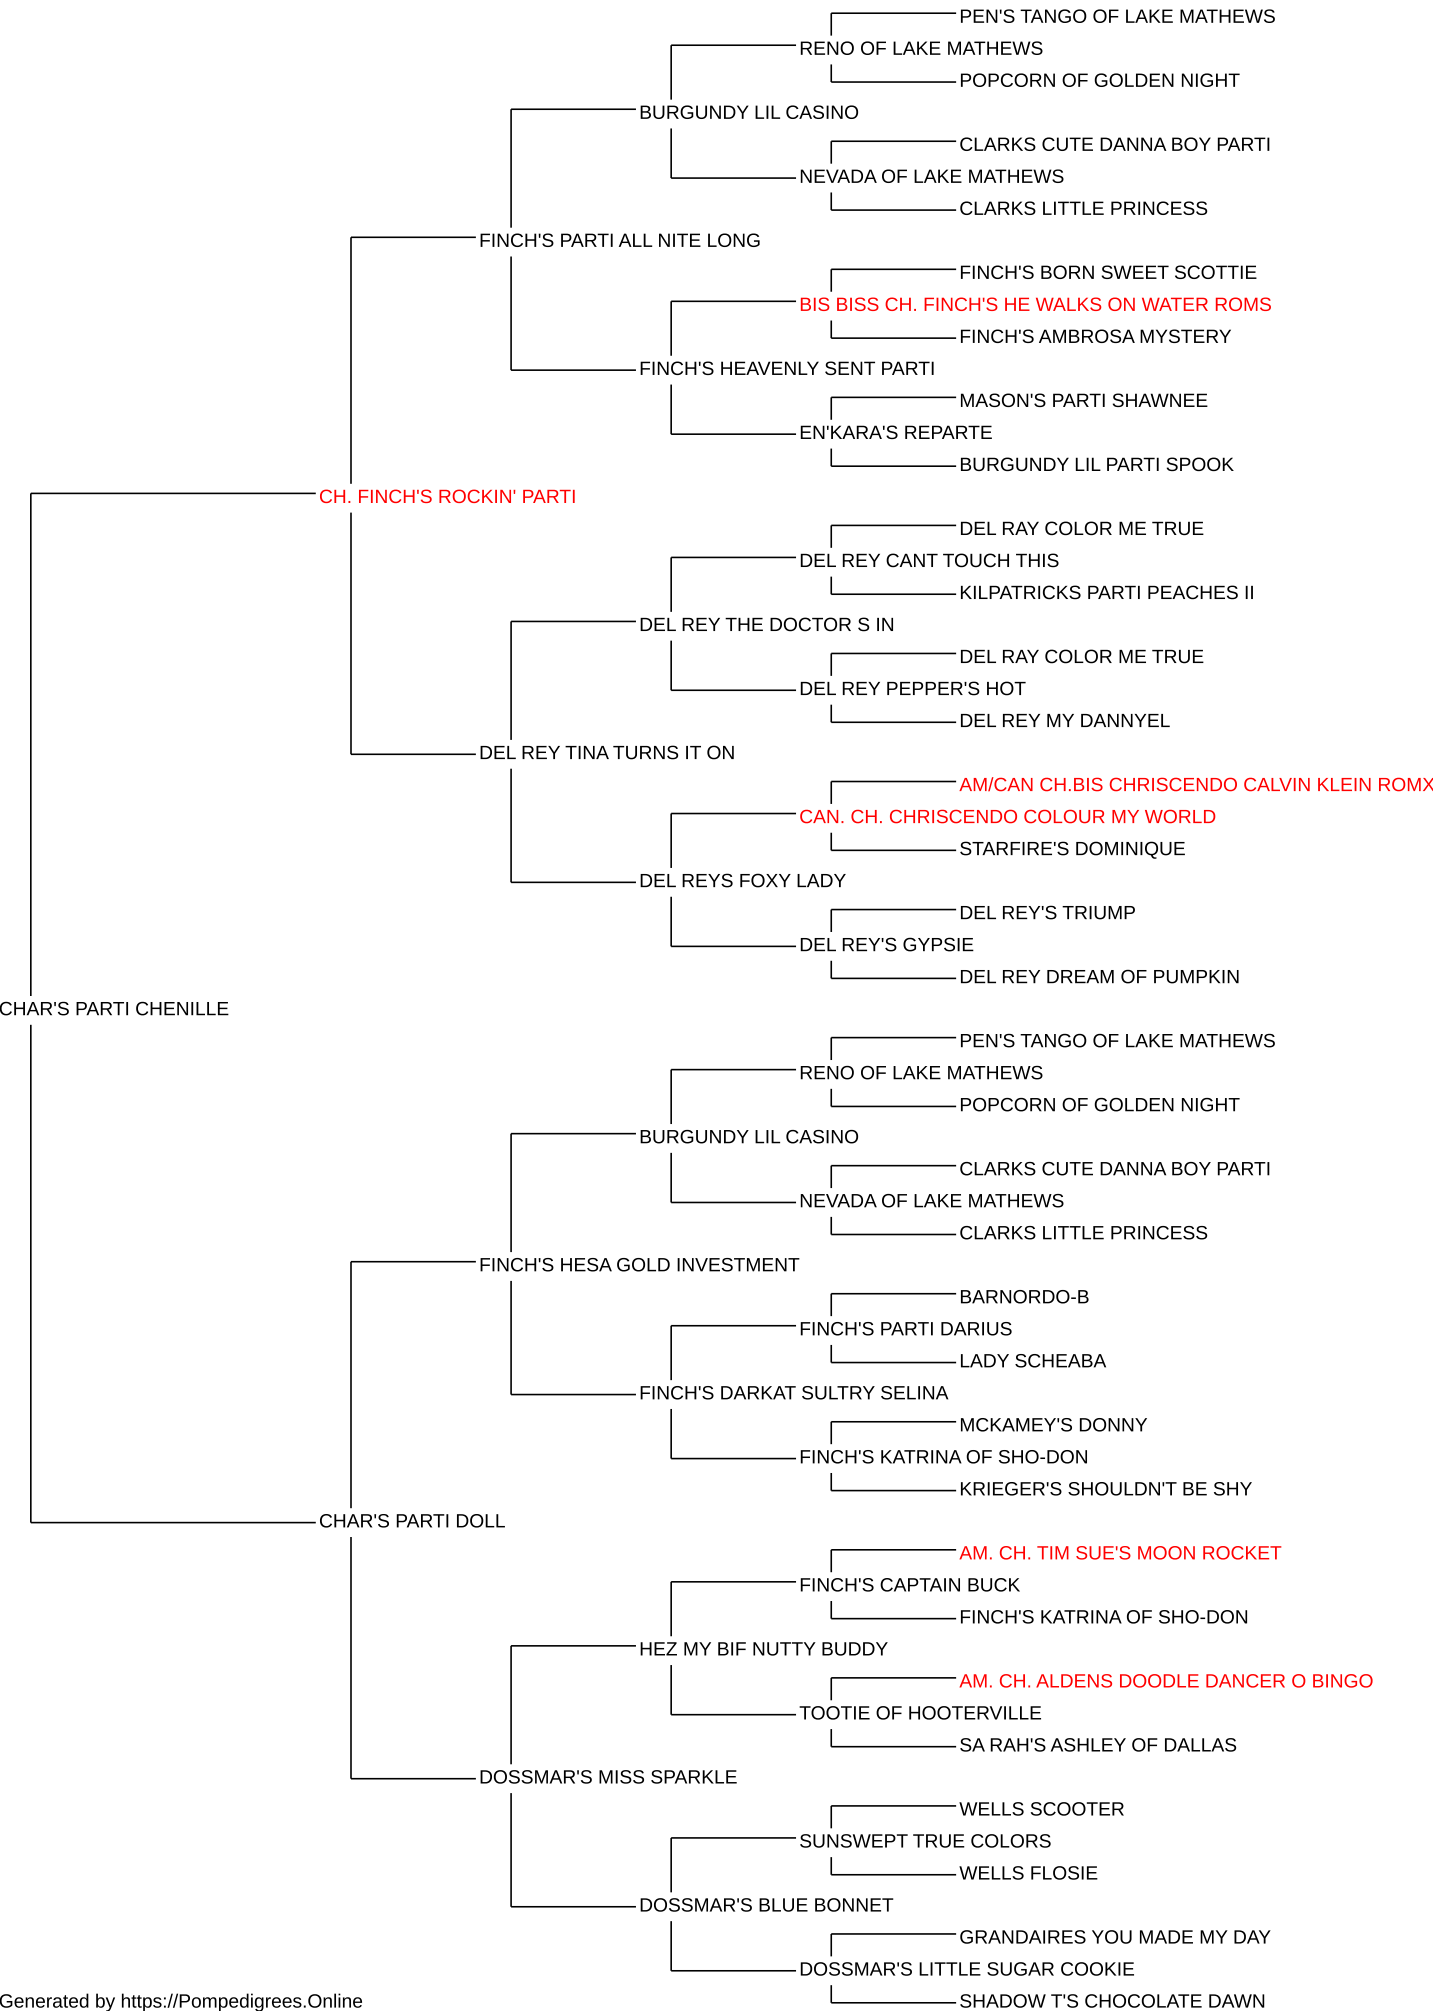 PEN'S TANGO OF LAKE MATHEWS
RENO OF LAKE MATHEWS
POPCORN OF GOLDEN NIGHT
BURGUNDY LIL CASINO
CLARKS CUTE DANNA BOY PARTI
NEVADA OF LAKE MATHEWS
CLARKS LITTLE PRINCESS
FINCH'S PARTI ALL NITE LONG
FINCH'S BORN SWEET SCOTTIE
BIS BISS CH. FINCH'S HE WALKS ON WATER ROMS
FINCH'S AMBROSA MYSTERY
FINCH'S HEAVENLY SENT PARTI
MASON'S PARTI SHAWNEE
EN'KARA'S REPARTE
BURGUNDY LIL PARTI SPOOK
CH. FINCH'S ROCKIN' PARTI
DEL RAY COLOR ME TRUE
DEL REY CANT TOUCH THIS
KILPATRICKS PARTI PEACHES II
DEL REY THE DOCTOR S IN
DEL RAY COLOR ME TRUE
DEL REY PEPPER'S HOT
DEL REY MY DANNYEL
DEL REY TINA TURNS IT ON
AM/CAN CH.BIS CHRISCENDO CALVIN KLEIN ROMX
CAN. CH. CHRISCENDO COLOUR MY WORLD
STARFIRE'S DOMINIQUE
DEL REYS FOXY LADY
DEL REY'S TRIUMP
DEL REY'S GYPSIE
DEL REY DREAM OF PUMPKIN
CHAR'S PARTI CHENILLE
PEN'S TANGO OF LAKE MATHEWS
RENO OF LAKE MATHEWS
POPCORN OF GOLDEN NIGHT
BURGUNDY LIL CASINO
CLARKS CUTE DANNA BOY PARTI
NEVADA OF LAKE MATHEWS
CLARKS LITTLE PRINCESS
FINCH'S HESA GOLD INVESTMENT
BARNORDO-B
FINCH'S PARTI DARIUS
LADY SCHEABA
FINCH'S DARKAT SULTRY SELINA
MCKAMEY'S DONNY
FINCH'S KATRINA OF SHO-DON
KRIEGER'S SHOULDN'T BE SHY
CHAR'S PARTI DOLL
AM. CH. TIM SUE'S MOON ROCKET
FINCH'S CAPTAIN BUCK
FINCH'S KATRINA OF SHO-DON
HEZ MY BIF NUTTY BUDDY
AM. CH. ALDENS DOODLE DANCER O BINGO
TOOTIE OF HOOTERVILLE
SA RAH'S ASHLEY OF DALLAS
DOSSMAR'S MISS SPARKLE
WELLS SCOOTER
SUNSWEPT TRUE COLORS
WELLS FLOSIE
DOSSMAR'S BLUE BONNET
GRANDAIRES YOU MADE MY DAY
DOSSMAR'S LITTLE SUGAR COOKIE
SHADOW T'S CHOCOLATE DAWN
Generated by https://Pompedigrees.Online